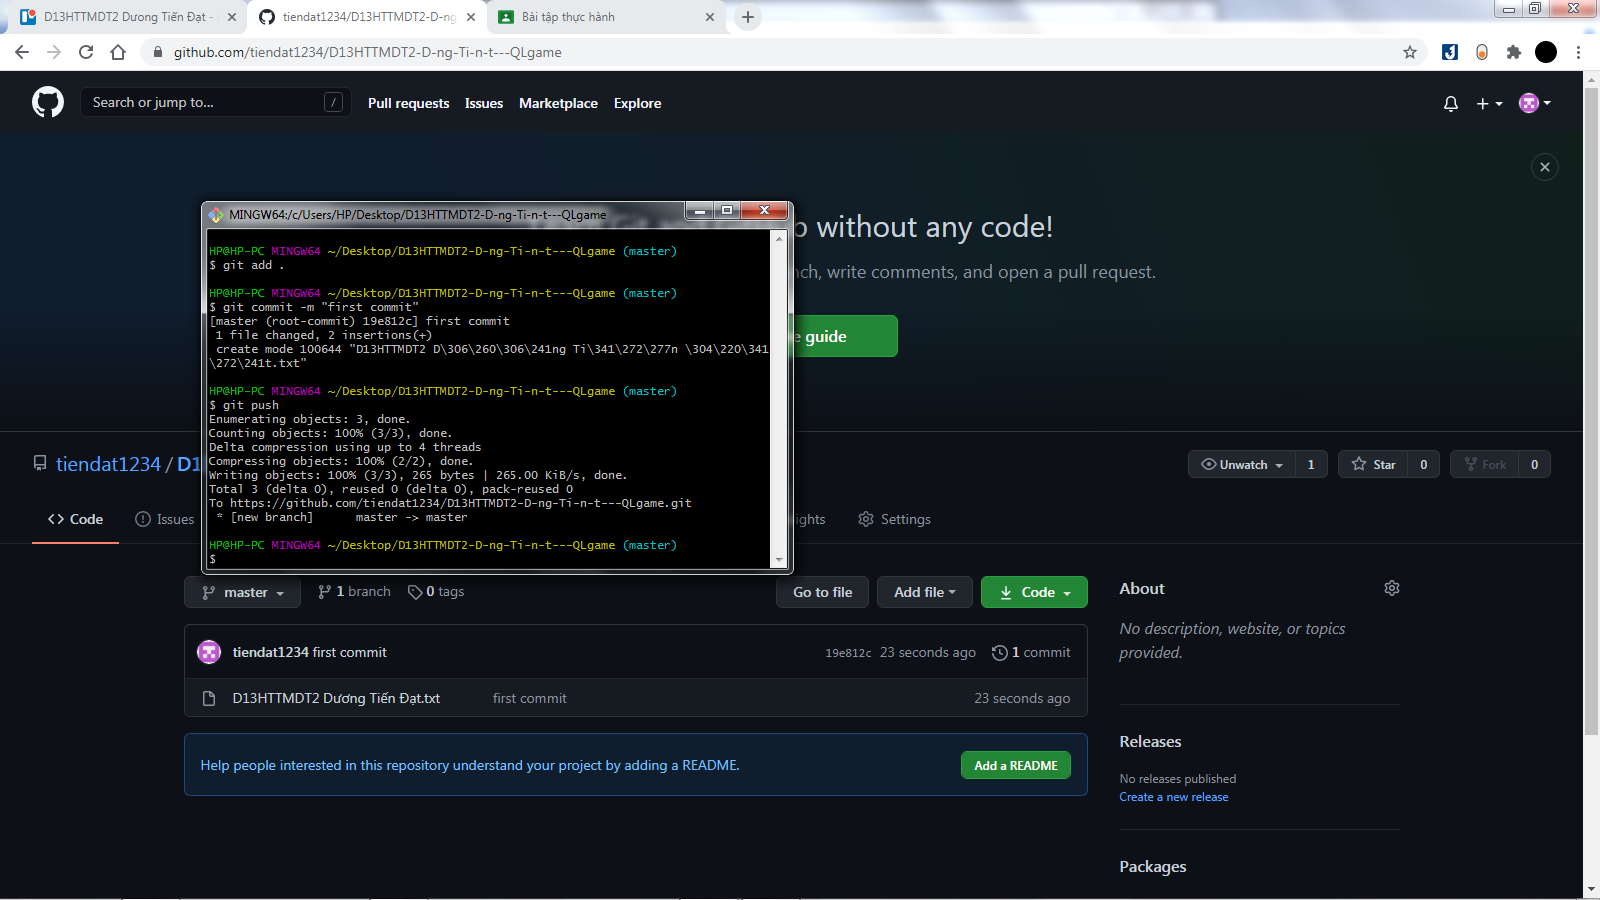 D13HTTMDT2 Dương Tiến Đạt -
tiendat1234/D13HTTMDT2-D-ng
Bài tập thực hành
github.com/tiendat1234/D13HTTMDT2-D-ng-Ti-n-t---QLgame
Search or jump to...
/
Pull requests
Issues
Marketplace
Explore
without any code!
nch, write comments, and open a pull request.
guide
MINGW64:/c/Users/HP/Desktop/D13HTTMDT2-D-ng-Ti-n-t---QLgame
HP@HP-PC MINGW64 ~/Desktop/D13HTTMDT2-D-ng-Ti-n-t---QLgame (master)
$ git add .
HP@HP-PC MINGW64 ~/Desktop/D13HTTMDT2-D-ng-Ti-n-t---QLgame (master)
$ git commit -m "first commit"
[master (root-commit) 19e812c] first commit
1 file changed, 2 insertions(+)
create mode 100644 "D13HTTMDT2 D\306\260\306\241ng Ti\341\272\277n \304\220\341
\272\241t.txt"
HP@HP-PC MINGW64 ~/Desktop/D13HTTMDT2-D-ng-Ti-n-t---QLgame (master)
$ git push
Enumerating objects: 3, done.
Counting objects: 100% (3/3), done.
Delta compression using up to 4 threads
Compressing objects: 100% (2/2), done.
Writing objects: 100% (3/3), 265 bytes | 265.00 KiB/s, done.
Total 3 (delta 0), reused 0 (delta 0), pack-reused 0
To https://github.com/tiendat1234/D13HTTMDT2-D-ng-Ti-n-t---QLgame.git
* [new branch]      master -> master
HP@HP-PC MINGW64 ~/Desktop/D13HTTMDT2-D-ng-Ti-n-t---QLgame (master)
$
tiendat1234 / D1
Unwatch 1
Star 0
Fork 0
Code
Issues
ights
Settings
master
1 branch
0 tags
Go to file
Add file
Code
tiendat1234 first commit
19e812c 23 seconds ago
1 commit
D13HTTMDT2 Dương Tiến Đạt.txt
first commit
23 seconds ago
Help people interested in this repository understand your project by adding a README.
Add a README
About
No description, website, or topics
provided.
Releases
No releases published
Create a new release
Packages